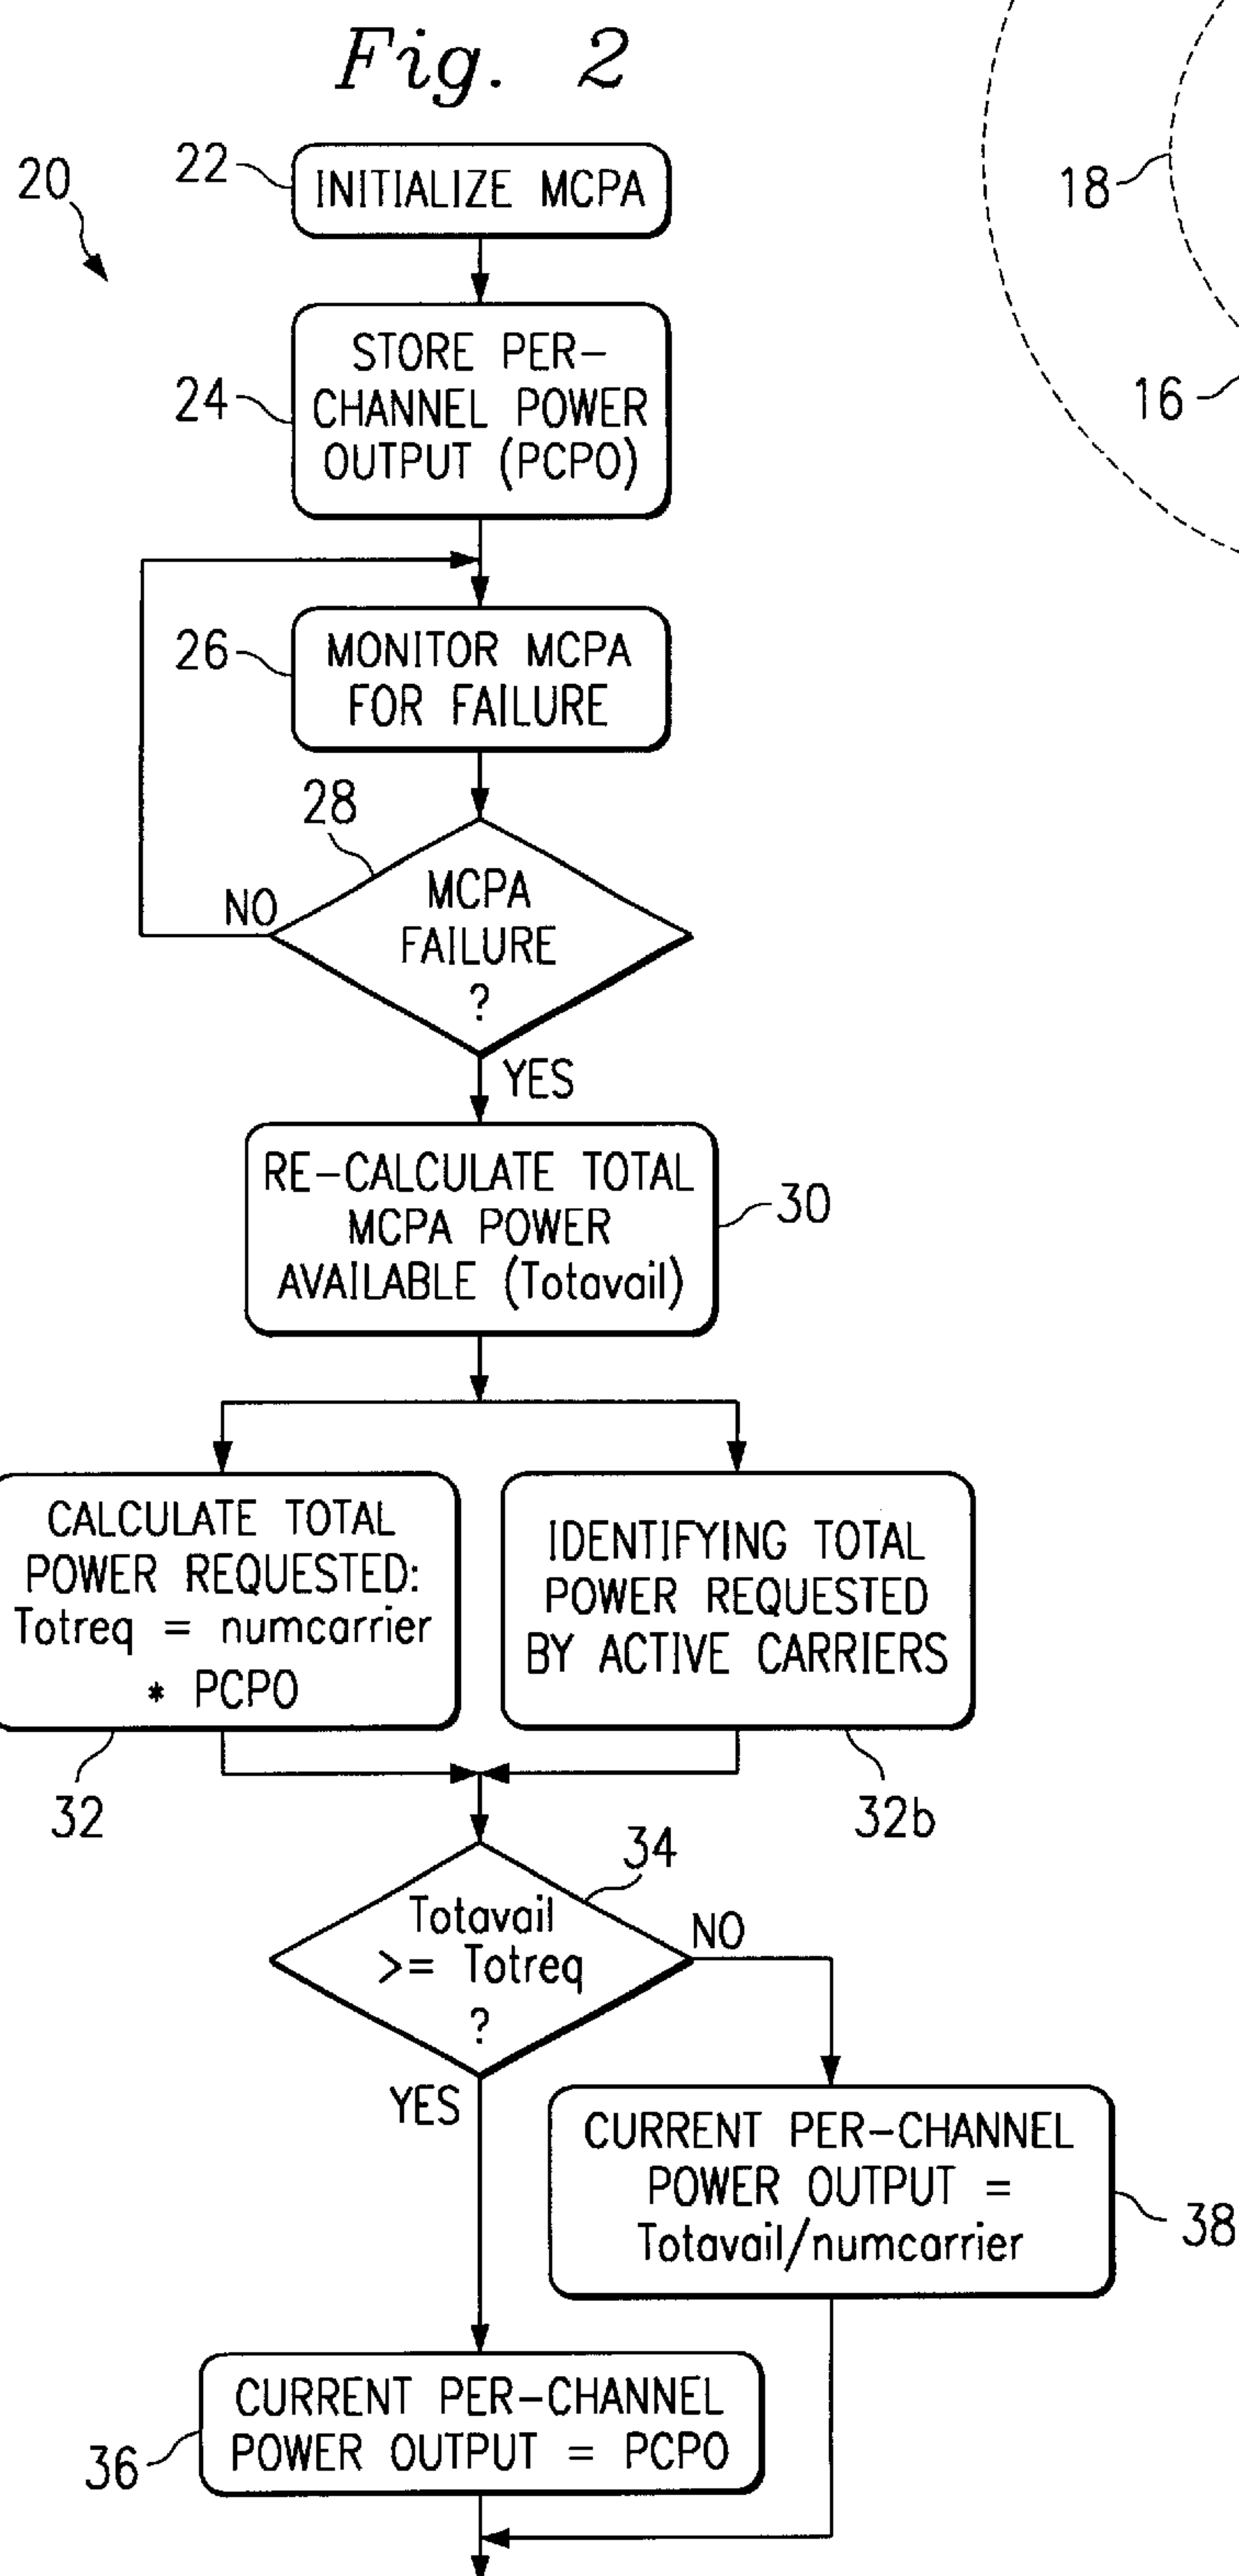 Fig. 2
20
22
INITIALIZE MCPA
18
24
STORE PER-
CHANNEL POWER
OUTPUT (PCPO)
16
26
MONITOR MCPA
FOR FAILURE
28
MCPA
FAILURE
?
NO
YES
RE-CALCULATE TOTAL
MCPA POWER
AVAILABLE (Totavail)
30
CALCULATE TOTAL
POWER REQUESTED:
Totreq = numcarrier
* PCPO
32
IDENTIFYING TOTAL
POWER REQUESTED
BY ACTIVE CARRIERS
32b
34
Totavail
>= Totreq
?
NO
YES
CURRENT PER-CHANNEL
POWER OUTPUT =
Totavail/numcarrier
38
CURRENT PER-CHANNEL
POWER OUTPUT = PCPO
36